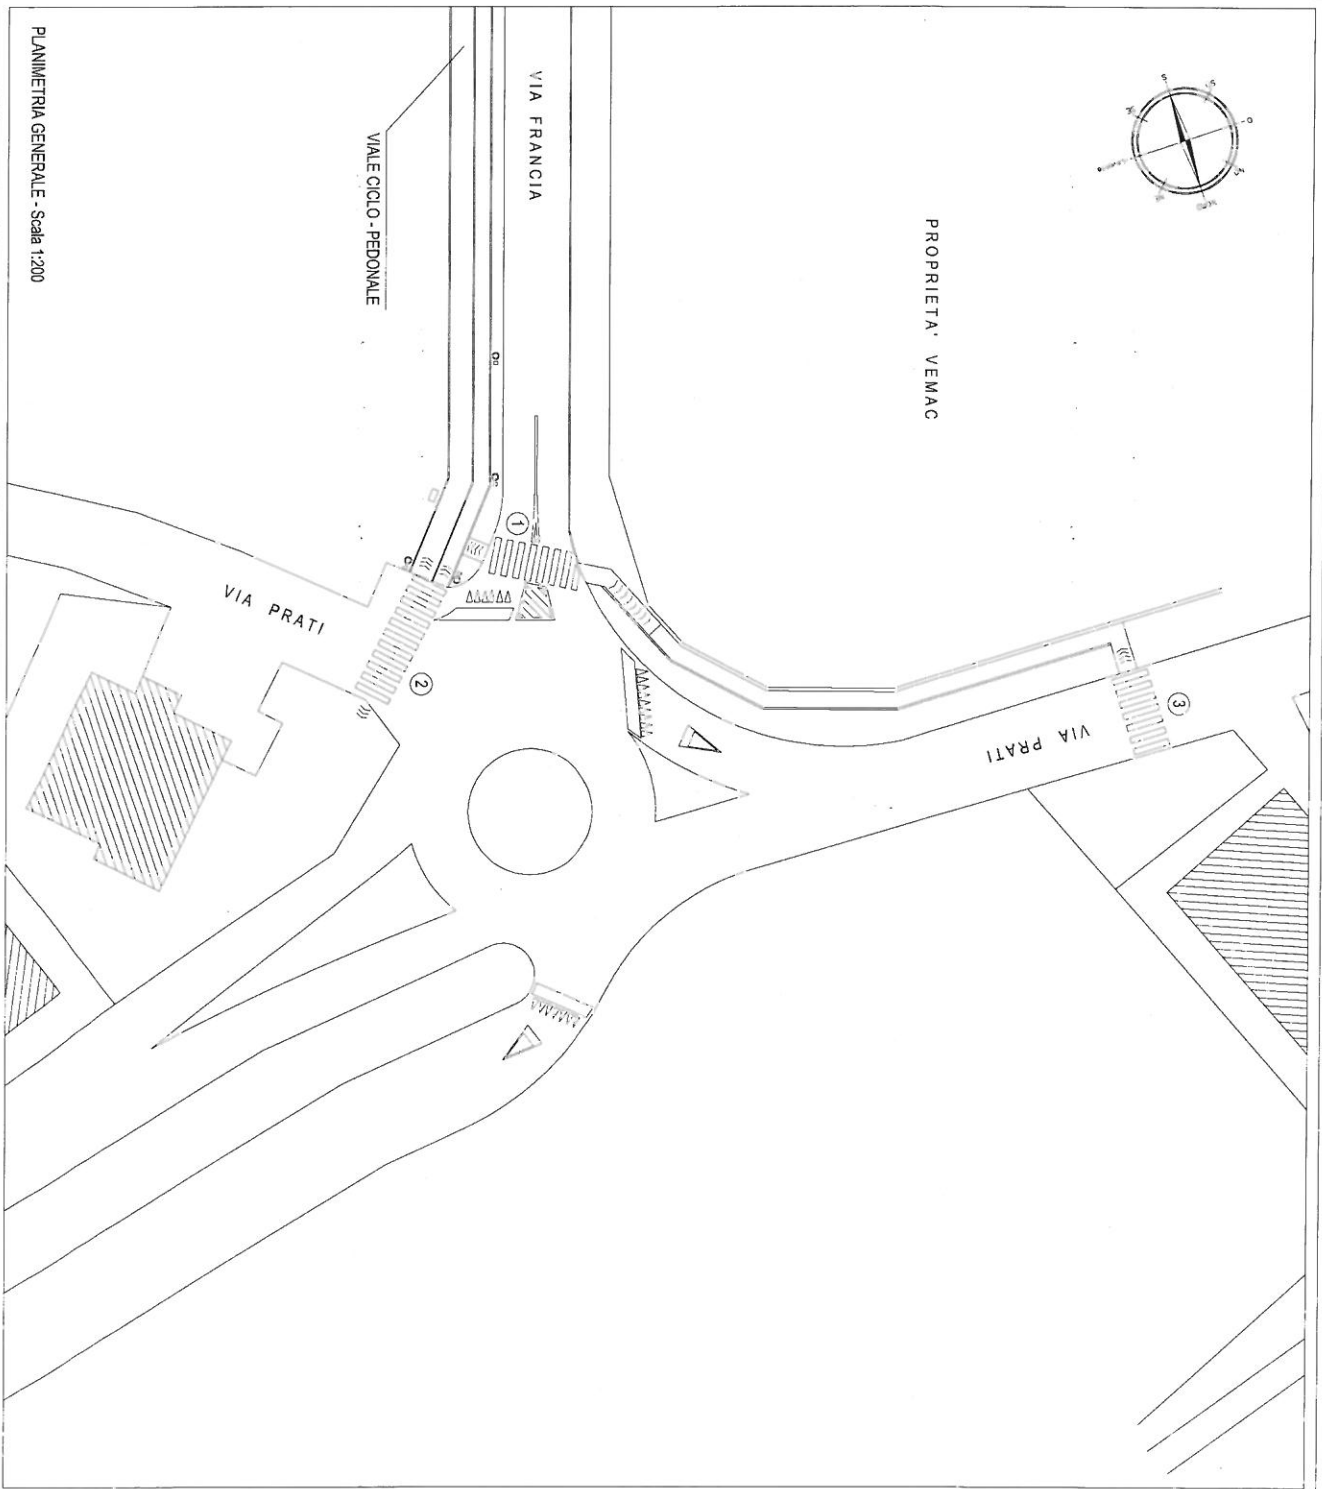 PLANIMETRIA GENERALE - Scala 1:200
VIALE CICLO - PEDONALE
VIA FRANCIA
PROPRIETA' VEMAC
VIA PRATI
VIA PRATI
1
2
3